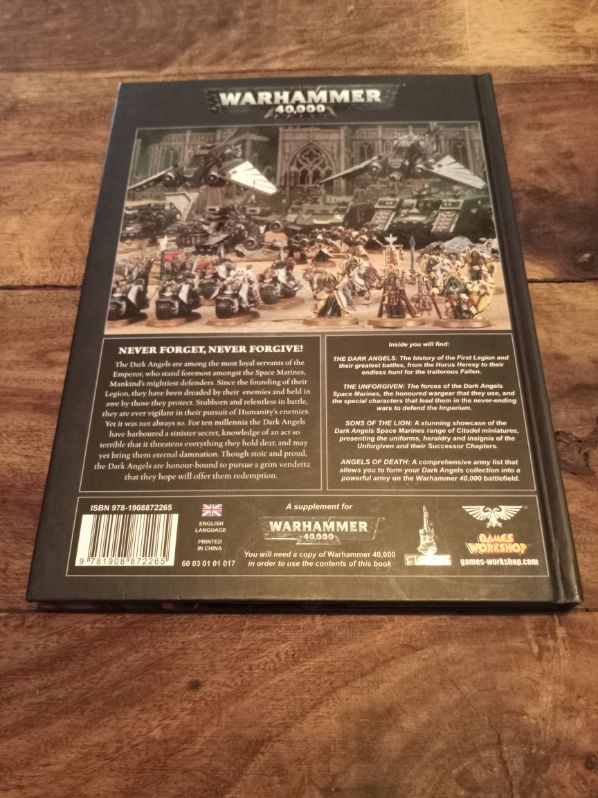 WARHAMMER
40,000
NEVER FORGET, NEVER FORGIVE!
The Dark Angels are among the most loyal servants of the
Emperor, who stand foremost amongst the Space Marines,
Mankind's mightiest defenders. Since the founding of their
Legion, they have been dreaded by their enemies and held in
awe by those they protect. Stubborn and relentless in battle,
they are ever vigilant in their pursuit of Humanity's enemies.
Yet it was not always so. For ten millennia the Dark Angels
have harboured a sinister secret, knowledge of an act so
terrible that it threatens everything they hold dear, and may
yet bring them eternal damnation. Though stoic and proud,
the Dark Angels are honour-bound to pursue a grim vendetta
that they hope will offer them redemption.
Inside you will find:
THE DARK ANGELS: The history of the First Legion and
their greatest battles, from the Horus Heresy to their
endless hunt for the traitorous Fallen.
THE UNFORGIVEN: The forces of the Dark Angels
Space Marines, the honoured wargear that they use, and
the special characters that lead them in the never-ending
wars to defend the Imperium.
SONS OF THE LION: A stunning showcase of the
Dark Angels Space Marines range of Citadel miniatures,
presenting the uniforms, heraldry and insignia of the
Unforgiven and their Successor Chapters.
ANGELS OF DEATH: A comprehensive army list that
allows you to form your Dark Angels collection into a
powerful army on the Warhammer 40,000 battlefield.
ISBN 978-1908872265
9 781908 872265
ENGLISH
LANGUAGE
PRINTED
IN CHINA
60 03 01 01 017
A supplement for
WARHAMMER
40,000
You will need a copy of Warhammer 40,000
in order to use the contents of this book
GAMES
WORKSHOP
games-workshop.com